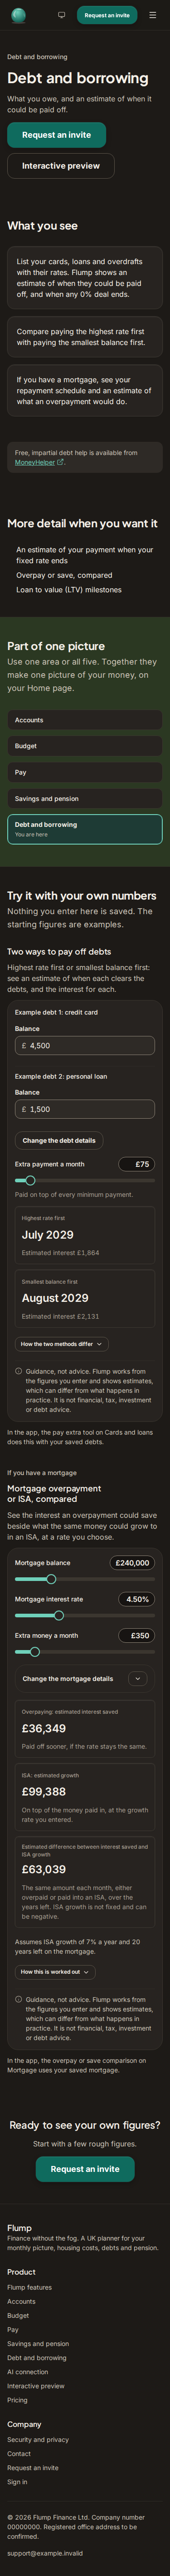 Request an invite
Debt and borrowing
Debt and borrowing
What you owe, and an estimate of when it
could be paid off.
Request an invite
Interactive preview
What you see
List your cards, loans and overdrafts
with their rates. Flump shows an
estimate of when they could be paid
off, and when any 0% deal ends.
Compare paying the highest rate first
with paying the smallest balance first.
If you have a mortgage, see your
repayment schedule and an estimate of
what an overpayment would do.
Free, impartial debt help is available from
MoneyHelper.
More detail when you want it
An estimate of your payment when your
fixed rate ends
Overpay or save, compared
Loan to value (LTV) milestones
Part of one picture
Use one area or all five. Together they
make one picture of your money, on
your Home page.
Accounts
Budget
Pay
Savings and pension
Debt and borrowing
You are here
Try it with your own numbers
Nothing you enter here is saved. The
starting figures are examples.
Two ways to pay off debts
Highest rate first or smallest balance first:
see an estimate of when each clears the
debts, and the interest for each.
Example debt 1: credit card
Balance
£ 4,500
Example debt 2: personal loan
Balance
£ 1,500
Change the debt details
Extra payment a month
£75
Paid on top of every minimum payment.
Highest rate first
July 2029
Estimated interest £1,864
Smallest balance first
August 2029
Estimated interest £2,131
How the two methods differ
Guidance, not advice. Flump works from
the figures you enter and shows estimates,
which can differ from what happens in
practice. It is not financial, tax, investment
or debt advice.
In the app, the pay extra tool on Cards and loans
does this with your saved debts.
If you have a mortgage
Mortgage overpayment
or ISA, compared
See the interest an overpayment could save
beside what the same money could grow to
in an ISA, at a rate you choose.
Mortgage balance
£240,000
Mortgage interest rate
4.50%
Extra money a month
£350
Change the mortgage details
Overpaying: estimated interest saved
£36,349
Paid off sooner, if the rate stays the same.
ISA: estimated growth
£99,388
On top of the money paid in, at the growth
rate you entered.
Estimated difference between interest saved and
ISA growth
£63,039
The same amount each month, either
overpaid or paid into an ISA, over the
years left. ISA growth is not fixed and can
be negative.
Assumes ISA growth of 7% a year and 20
years left on the mortgage.
How this is worked out
Guidance, not advice. Flump works from
the figures you enter and shows estimates,
which can differ from what happens in
practice. It is not financial, tax, investment
or debt advice.
In the app, the overpay or save comparison on
Mortgage uses your saved mortgage.
Ready to see your own figures?
Start with a few rough figures.
Request an invite
Flump
Finance without the fog. A UK planner for your
monthly picture, housing costs, debts and pension.
Product
Flump features
Accounts
Budget
Pay
Savings and pension
Debt and borrowing
AI connection
Interactive preview
Pricing
Company
Security and privacy
Contact
Request an invite
Sign in
© 2026 Flump Finance Ltd. Company number
00000000. Registered office address to be
confirmed.
support@example.invalid